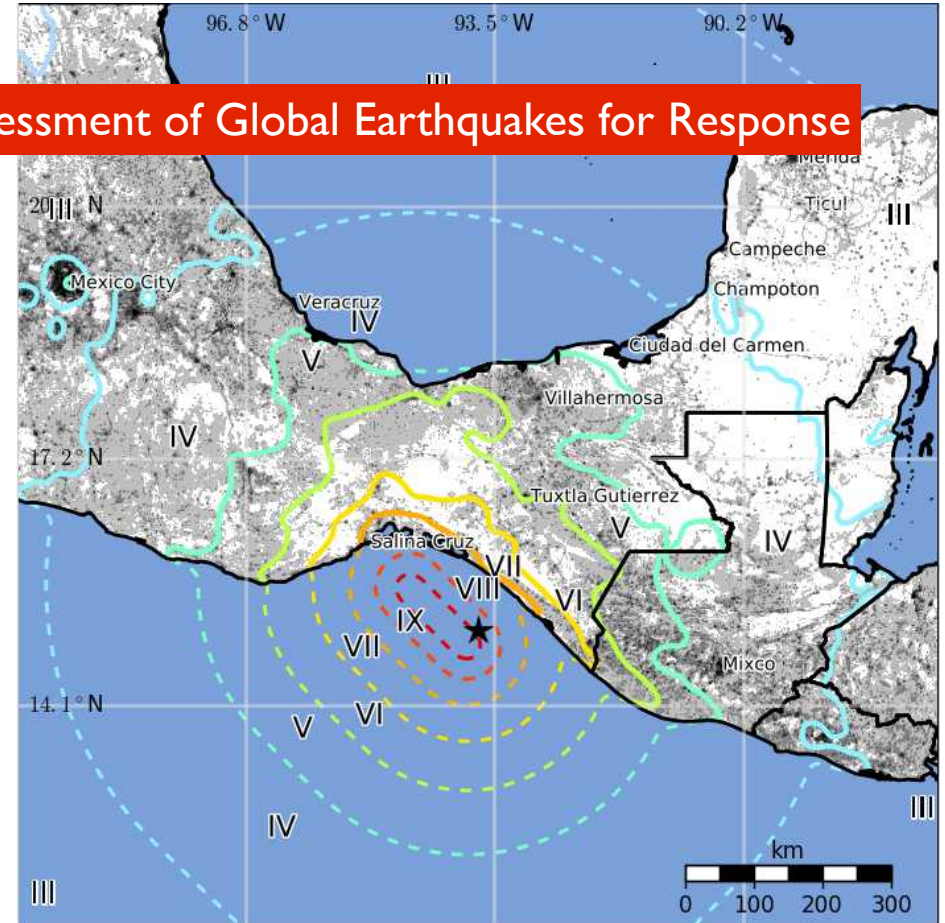 96.8°W 93.5°W 90.2°W
III
essment of Global Earthquakes for Response
Merida
20 III N
Ticul
III
Campeche
Mexico City
Champoton
Veracruz
IV
Ciudad del Carmen
V
Villahermosa
IV
17.2°N
Tuxtla Gutierrez
V
Salina Cruz
IV
VII
VIII
VI
IX
VII
Mixco
14.1°N
VI
V
III
IV
km
III
0 100 200 300